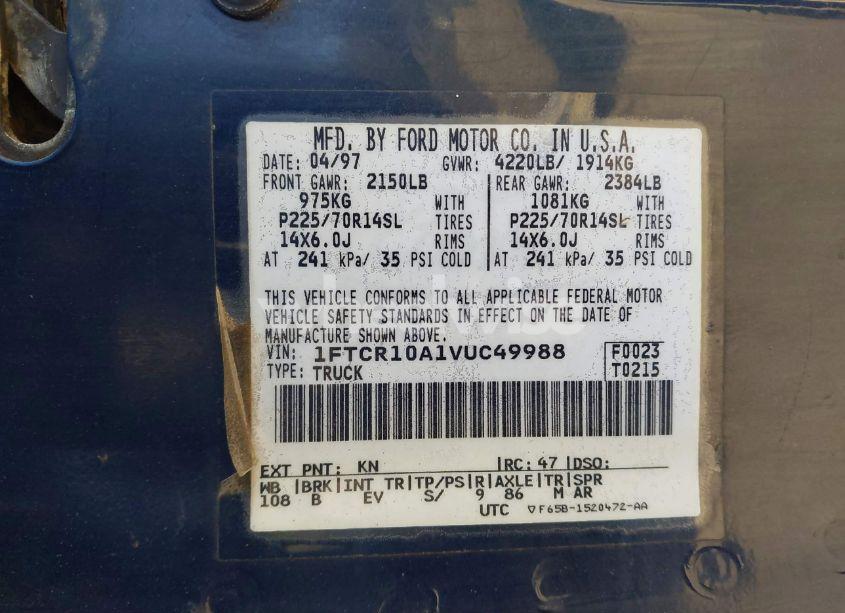 MFD. BY FORD MOTOR CO. IN U.S.A.
DATE: 04/97 GVWR: 4220LB/ 1914KG
FRONT GAWR: 2150LB REAR GAWR: 2384LB
975KG WITH 1081KG WITH
P225/70R14SL TIRES P225/70R14SL TIRES
14X6.0J RIMS 14X6.0J RIMS
AT 241 kPa/ 35 PSI COLD AT 241 kPa/ 35 PSI COLD
THIS VEHICLE CONFORMS TO ALL APPLICABLE FEDERAL MOTOR
VEHICLE SAFETY STANDARDS IN EFFECT ON THE DATE OF
MANUFACTURE SHOWN ABOVE.
VIN: 1FTCR10A1VUC49988 F0023
TYPE: TRUCK T0215
EXT PNT: KN RC: 47 DSO:
WB BRK INT TR TP/PS R AXLE TR SPR
108 B EV S/ 9 86 M AR
UTC ▽F65B-1520472-AA